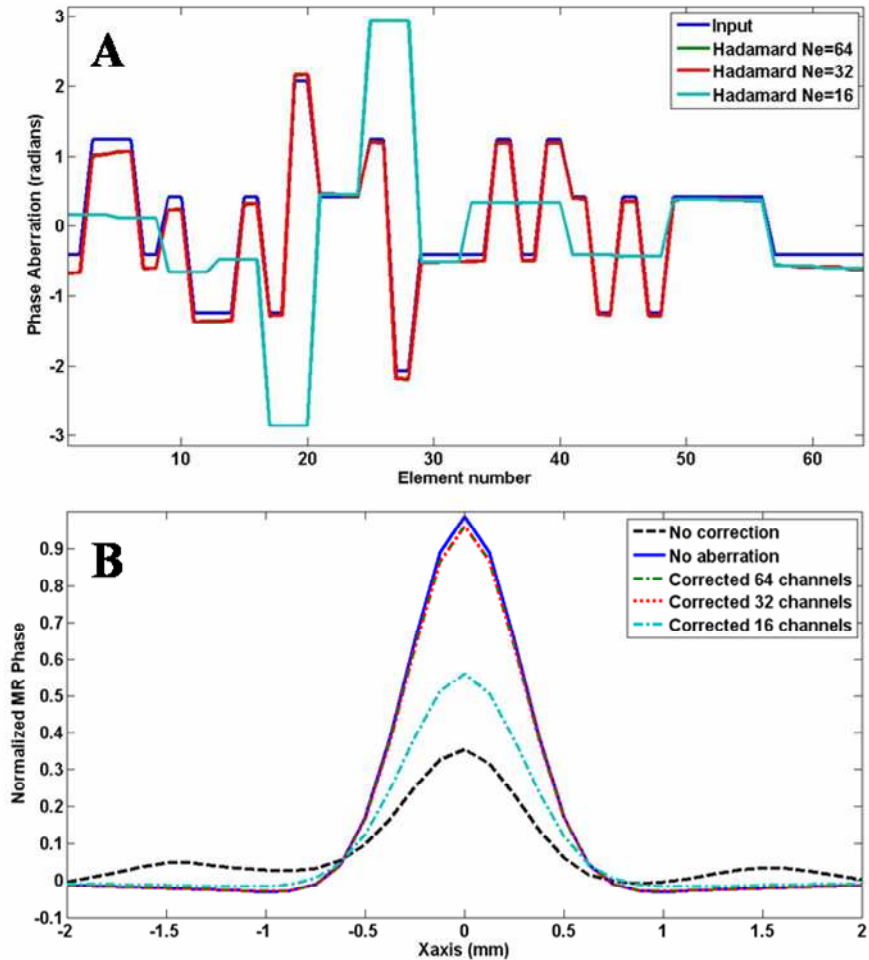 A
Input
Hadamard Ne=64
Hadamard Ne=32
Hadamard Ne=16
Phase Aberration (radians)
3
2
1
0
-1
-2
-3
10
20
30
40
50
60
Element number
B
No correction
No aberration
Corrected 64 channels
Corrected 32 channels
Corrected 16 channels
Normalized MR Phase
0.9
0.8
0.7
0.6
0.5
0.4
0.3
0.2
0.1
0
-0.1
-2
-1.5
-1
-0.5
0
0.5
1
1.5
2
Xaxis (mm)